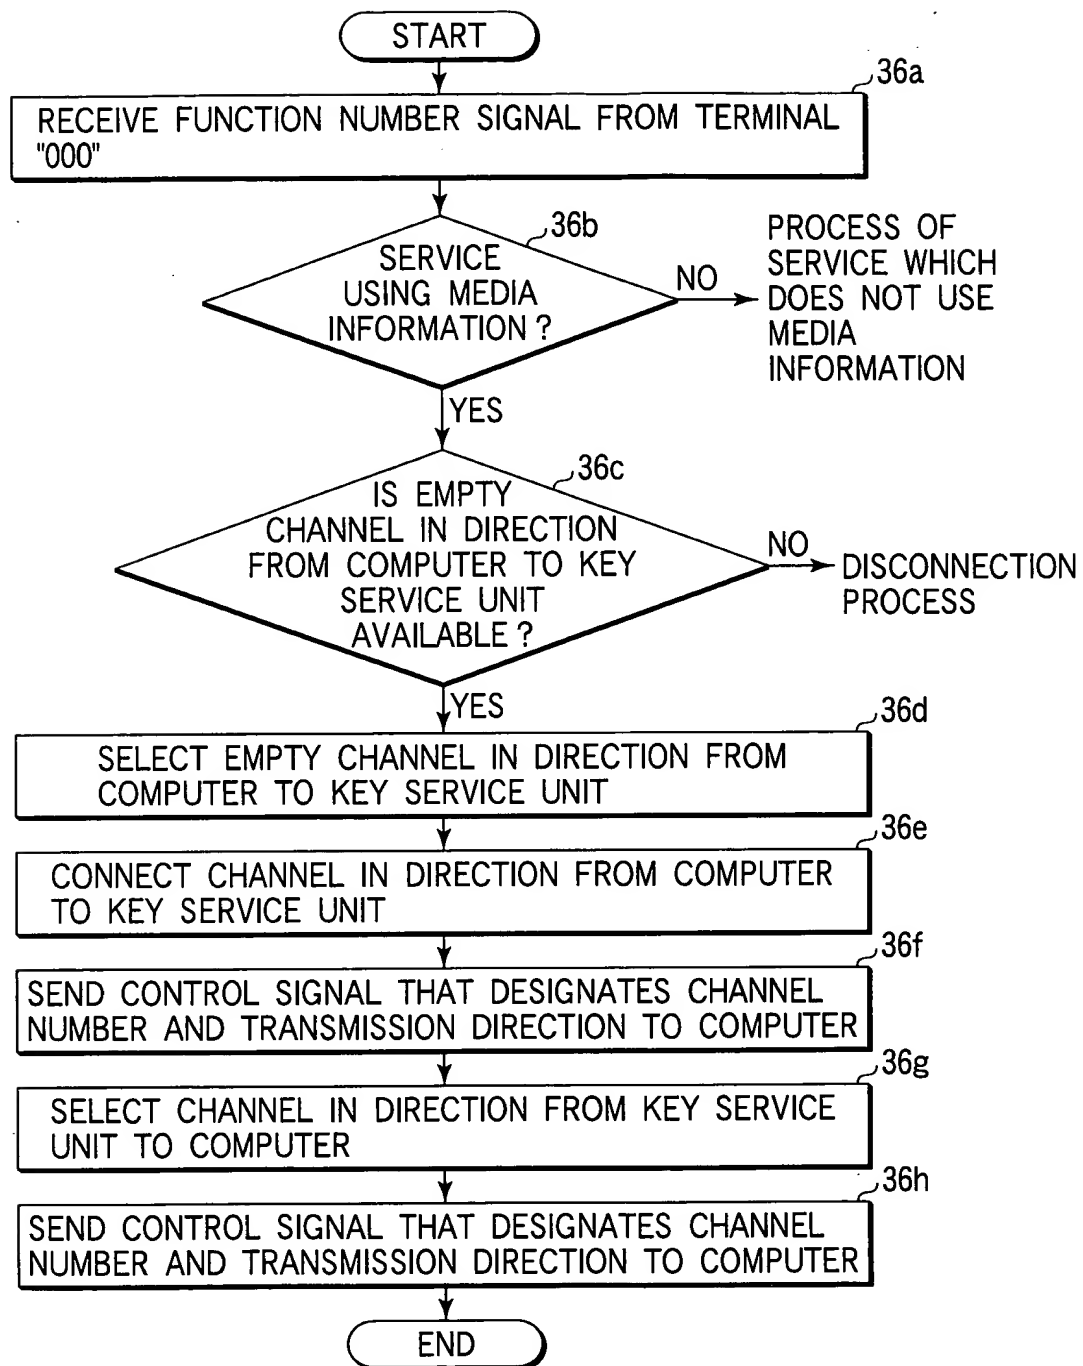 START
36a
RECEIVE FUNCTION NUMBER SIGNAL FROM TERMINAL
"000"
36b
SERVICE
USING MEDIA
INFORMATION ?
NO
PROCESS OF
SERVICE WHICH
DOES NOT USE
MEDIA
INFORMATION
YES
36c
IS EMPTY
CHANNEL IN DIRECTION
FROM COMPUTER TO KEY
SERVICE UNIT
AVAILABLE ?
NO
DISCONNECTION
PROCESS
YES
36d
SELECT EMPTY CHANNEL IN DIRECTION FROM
COMPUTER TO KEY SERVICE UNIT
36e
CONNECT CHANNEL IN DIRECTION FROM COMPUTER
TO KEY SERVICE UNIT
36f
SEND CONTROL SIGNAL THAT DESIGNATES CHANNEL
NUMBER AND TRANSMISSION DIRECTION TO COMPUTER
36g
SELECT CHANNEL IN DIRECTION FROM KEY SERVICE
UNIT TO COMPUTER
36h
SEND CONTROL SIGNAL THAT DESIGNATES CHANNEL
NUMBER AND TRANSMISSION DIRECTION TO COMPUTER
END